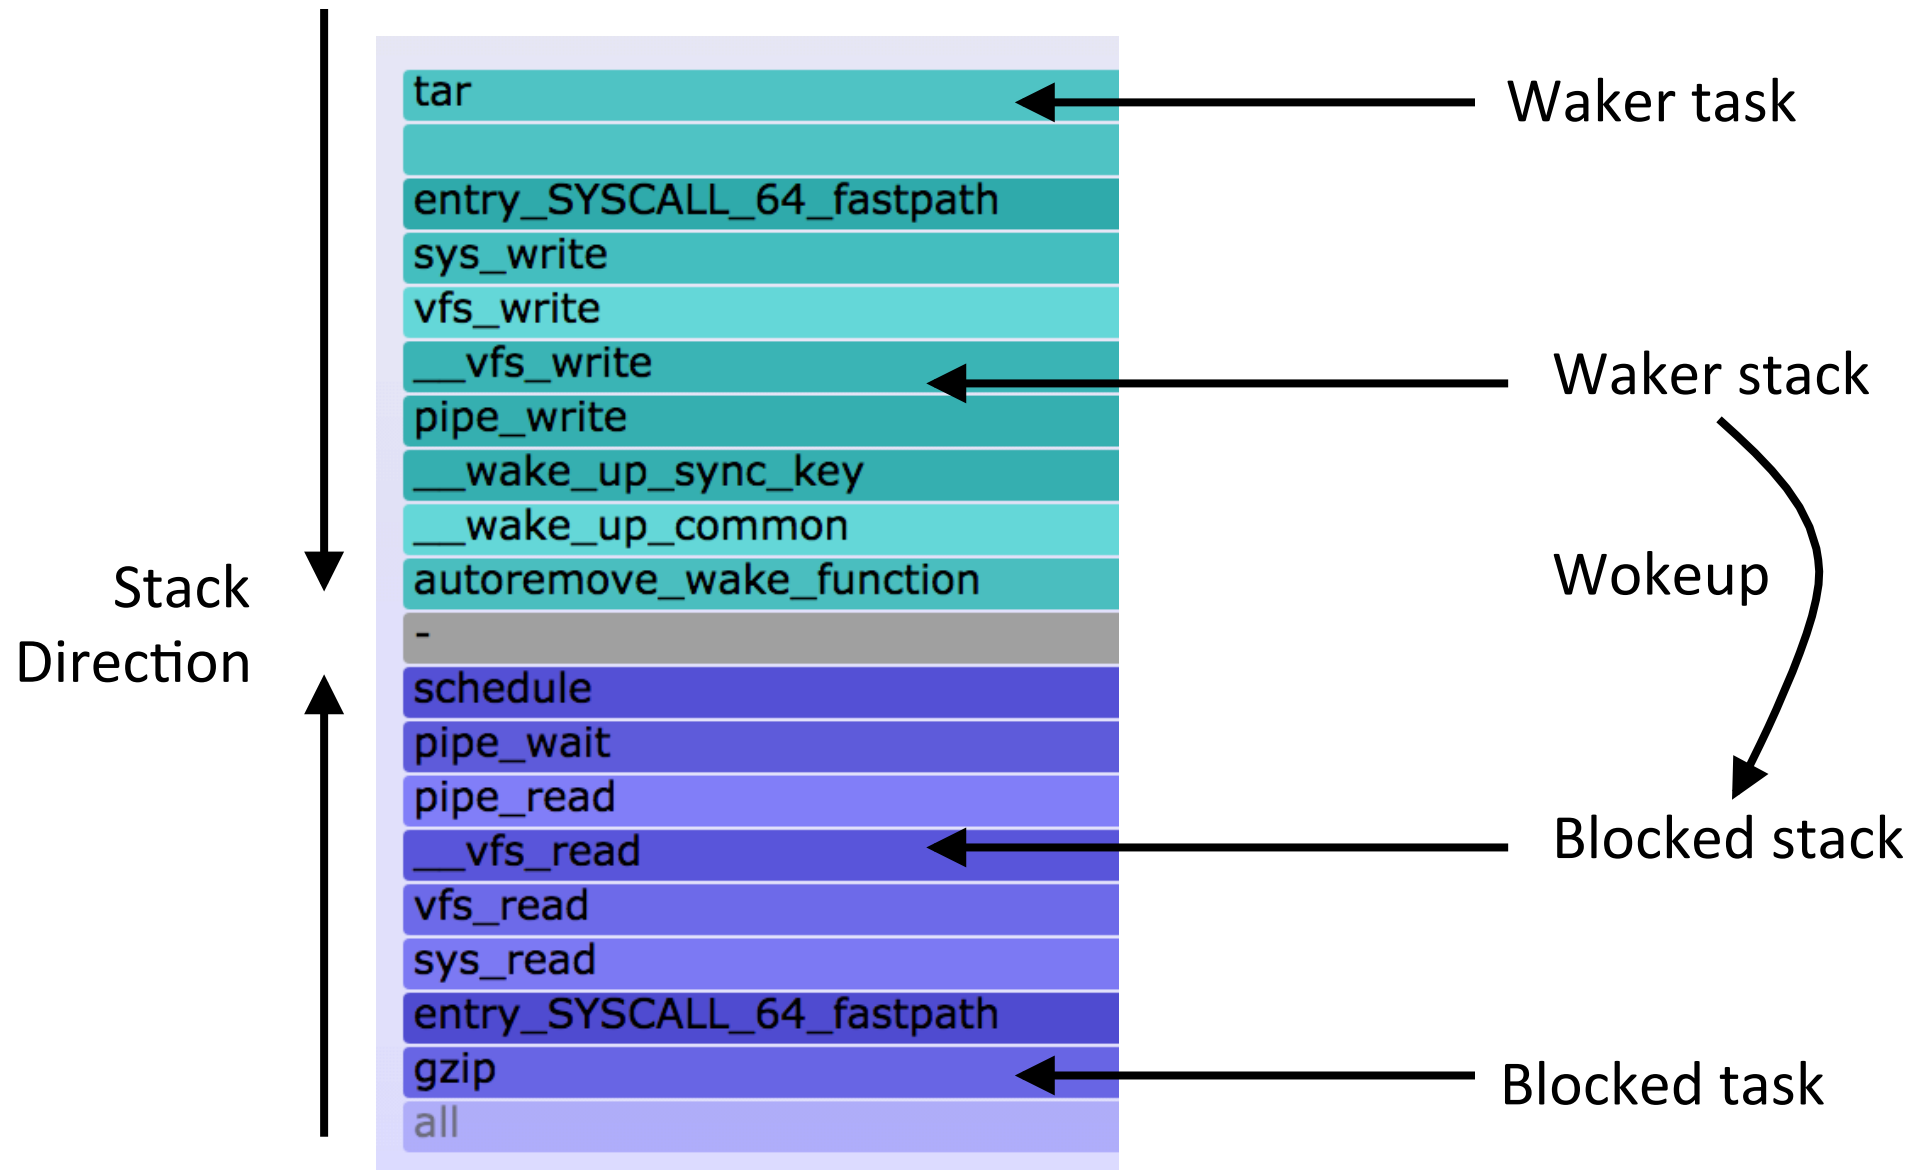 tar
entry_SYSCALL_64_fastpath
sys_write
vfs_write
__vfs_write
pipe_write
__wake_up_sync_key
__wake_up_common
autoremove_wake_function
-
schedule
pipe_wait
pipe_read
__vfs_read
vfs_read
sys_read
entry_SYSCALL_64_fastpath
gzip
all
Stack
Direction
Waker task
Waker stack
Wokeup
Blocked stack
Blocked task